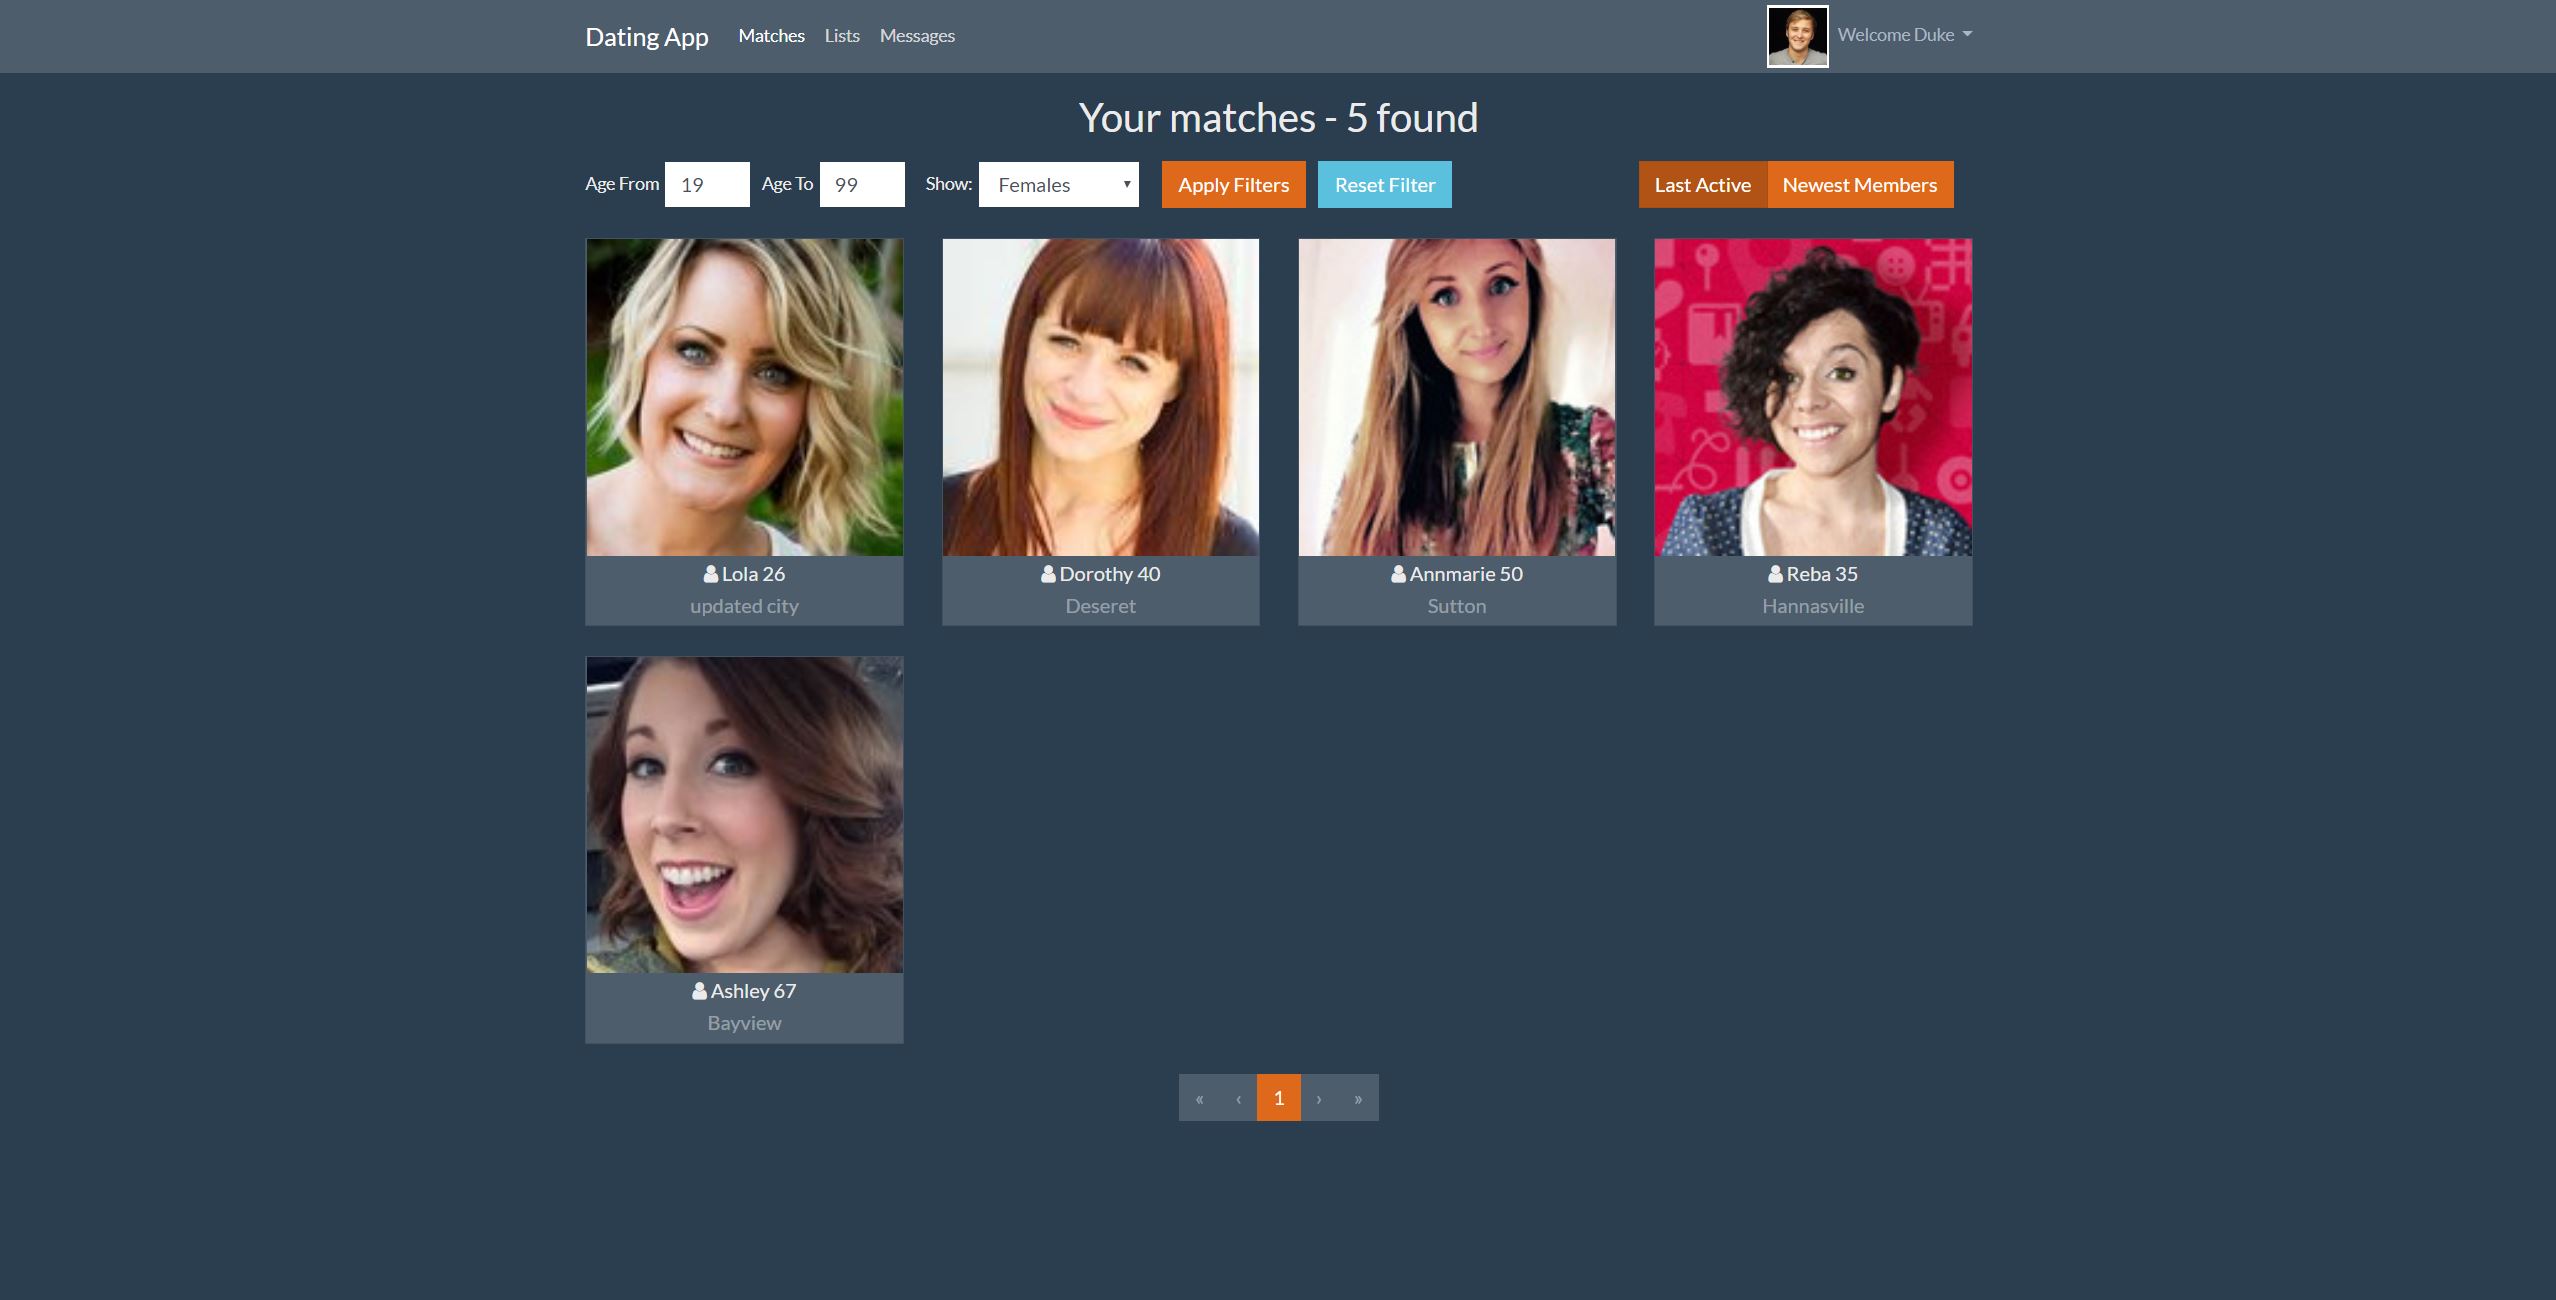 Dating App Matches Lists Messages Welcome Duke
Your matches - 5 found
Age From 19 Age To 99 Show: Females Apply Filters Reset Filter Last Active Newest Members
Lola 26
updated city
Dorothy 40
Deseret
Annmarie 50
Sutton
Reba 35
Hannasville
Ashley 67
Bayview
« ‹ 1 › »